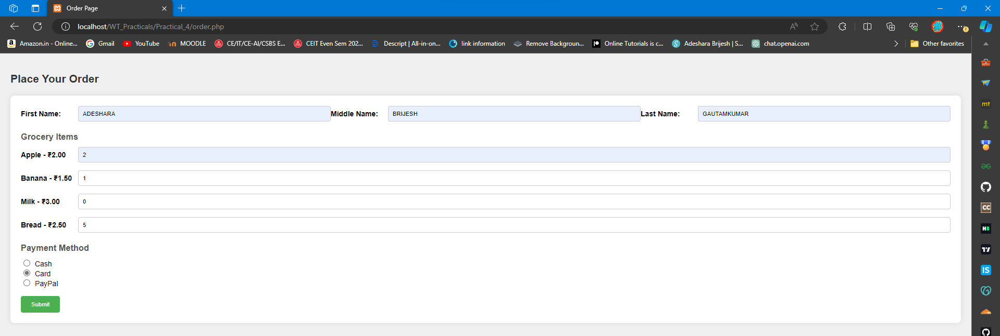 Order Page
localhost/WT_Practicals/Practical_4/order.php
Amazon.in - Online... Gmail YouTube MOODLE CE/IT/CE-AI/CSBS E... CEIT Even Sem 202... Descript | All-in-on... link information Remove Backgroun... Online Tutorials is c... Adeshara Brijesh | S... chat.openai.com Other favorites
Place Your Order
First Name: ADESHARA Middle Name: BRIJESH Last Name: GAUTAMKUMAR
Grocery Items
Apple - ₹2.00 2
Banana - ₹1.50 1
Milk - ₹3.00 0
Bread - ₹2.50 5
Payment Method
Cash
Card
PayPal
Submit
mt
CC
H
IS